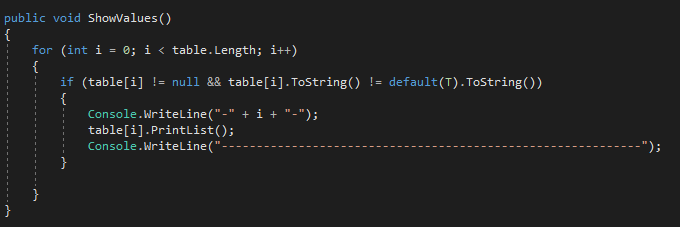 public void ShowValues()
{
for (int i = 0; i < table.Length; i++)
{
if (table[i] != null && table[i].ToString() != default(T).ToString())
{
Console.WriteLine("-" + i + "-");
table[i].PrintList();
Console.WriteLine("------------------------------------------------------------");
}
}
}